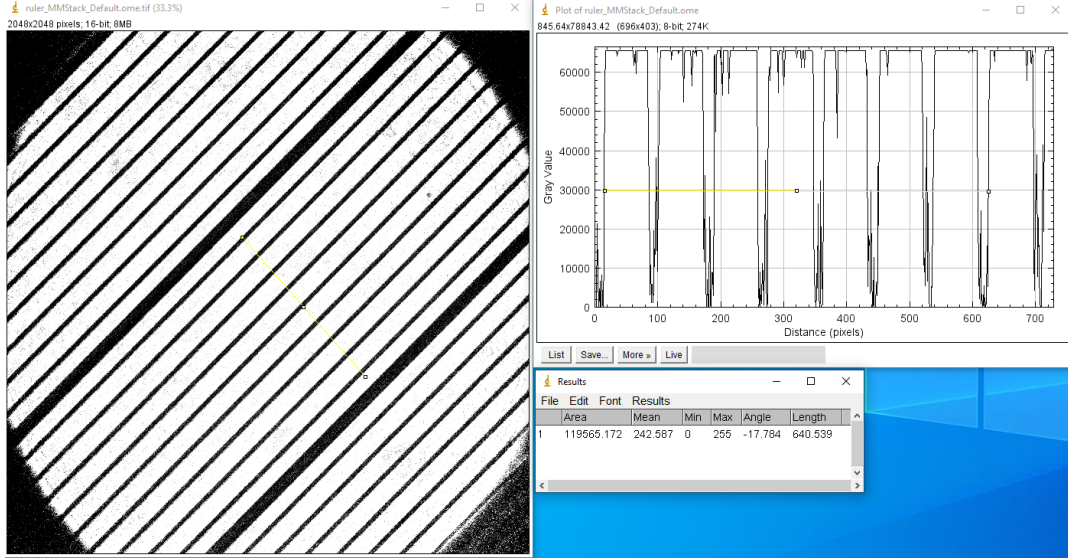 ruler_MMStack_Default.ome.tif (33.3%)
2048x2048 pixels; 16-bit; 8MB
Plot of ruler_MMStack_Default.ome
845.64x78843.42 (696x403); 8-bit; 274K
Gray Value
60000
50000
40000
30000
20000
10000
0
0 100 200 300 400 500 600 700
Distance (pixels)
List Save... More » Live
Results
File Edit Font Results
Area Mean Min Max Angle Length
1 119565.172 242.587 0 255 -17.784 640.539